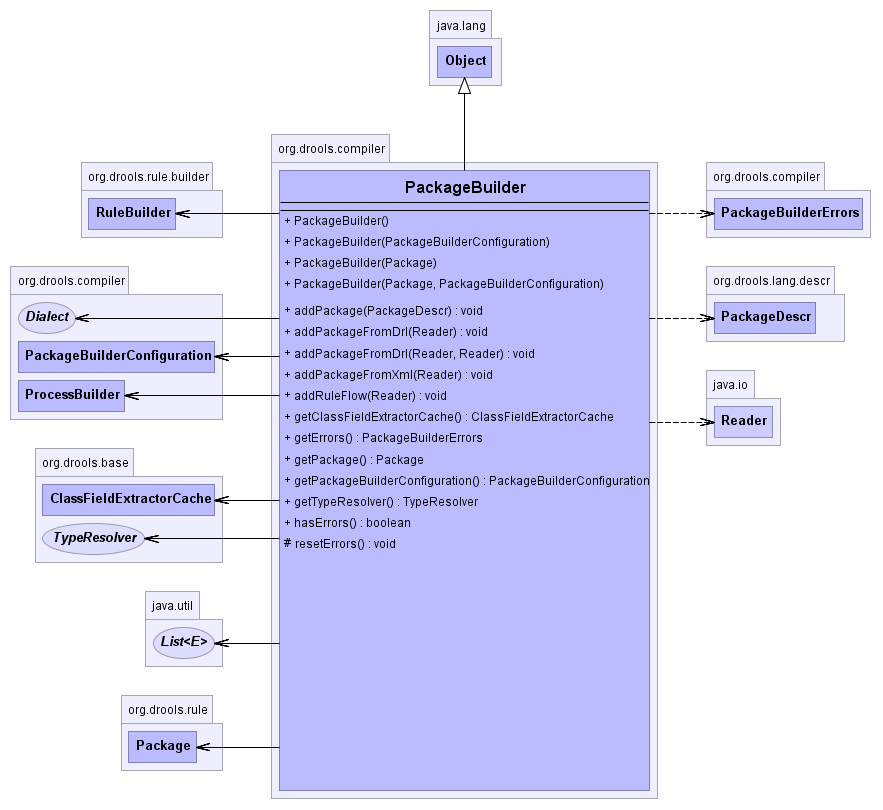 java.lang
Object
org.drools.compiler
PackageBuilder
+ PackageBuilder()
+ PackageBuilder(PackageBuilderConfiguration)
+ PackageBuilder(Package)
+ PackageBuilder(Package, PackageBuilderConfiguration)
+ addPackage(PackageDescr) : void
+ addPackageFromDrl(Reader) : void
+ addPackageFromDrl(Reader, Reader) : void
+ addPackageFromXml(Reader) : void
+ addRuleFlow(Reader) : void
+ getClassFieldExtractorCache() : ClassFieldExtractorCache
+ getErrors() : PackageBuilderErrors
+ getPackage() : Package
+ getPackageBuilderConfiguration() : PackageBuilderConfiguration
+ getTypeResolver() : TypeResolver
+ hasErrors() : boolean
# resetErrors() : void
org.drools.rule.builder
RuleBuilder
org.drools.compiler
Dialect
PackageBuilderConfiguration
ProcessBuilder
org.drools.base
ClassFieldExtractorCache
TypeResolver
java.util
List<E>
org.drools.rule
Package
org.drools.compiler
PackageBuilderErrors
org.drools.lang.descr
PackageDescr
java.io
Reader